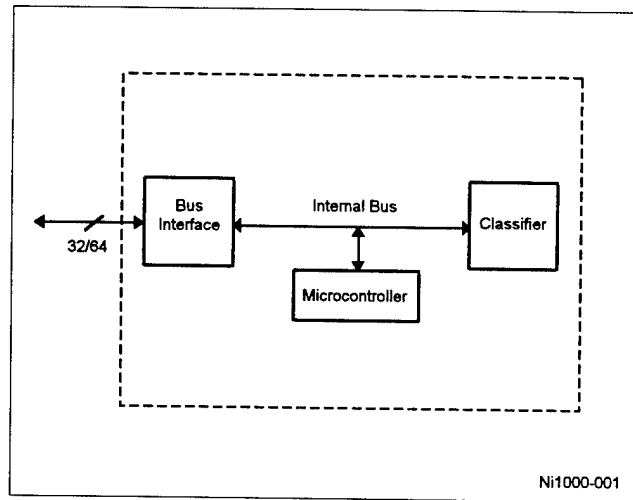 Bus
Interface
Internal Bus
Classifier
32/64
Microcontroller
Ni1000-001